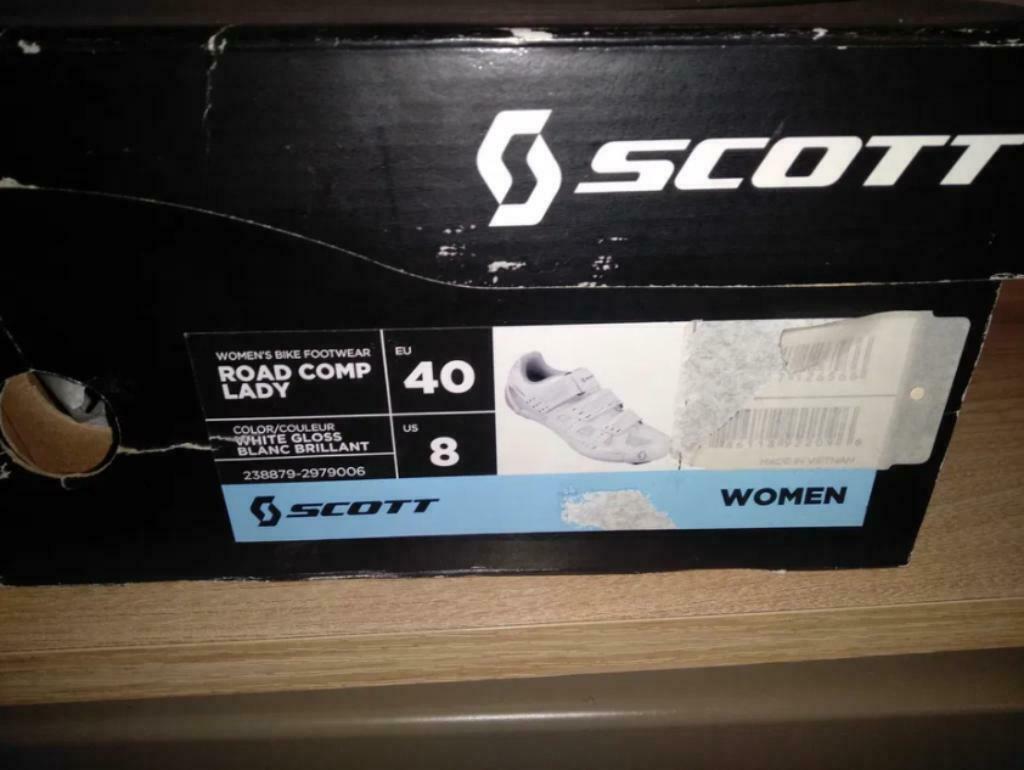 SCOTT
WOMEN'S BIKE FOOTWEAR
ROAD COMP
LADY
EU
40
COLOR/COULEUR
WHITE GLOSS
BLANC BRILLANT
US
8
238879-2979006
MADE IN VIETNAM
SCOTT
WOMEN